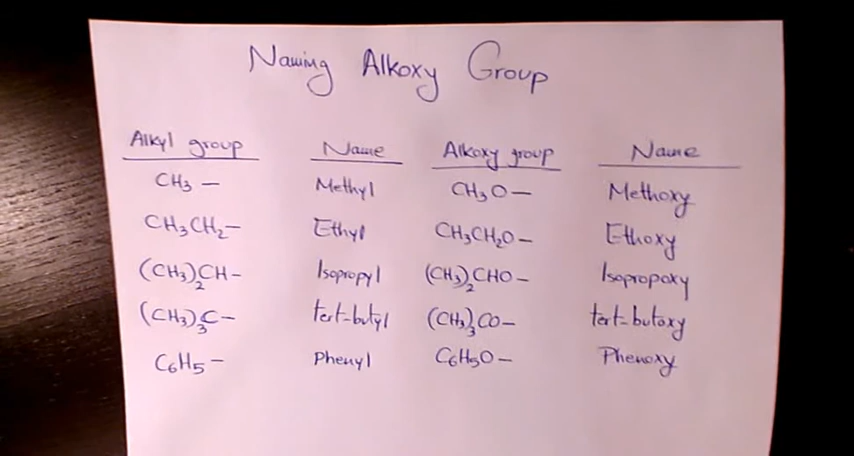 Naming Alkoxy Group
Alkyl group Name Alkoxy group Name
CH₃ — Methyl CH₃O — Methoxy
CH₃CH₂— Ethyl CH₃CH₂O — Ethoxy
(CH₃)₂CH— Isopropyl (CH₃)₂CHO — Isopropoxy
(CH₃)₃C— tert-butyl (CH₃)₃CO— tert-butoxy
C₆H₅ — Phenyl C₆H₅O — Phenoxy